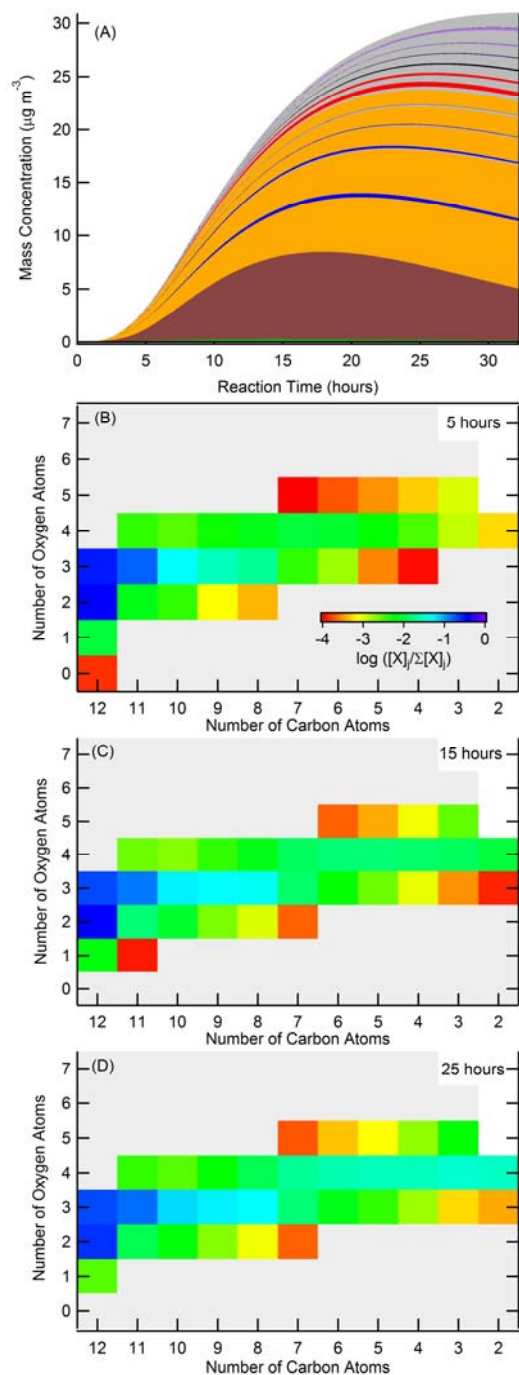 (A)
30
25
20
15
10
5
0
Mass Concentration (µg m⁻³)
0 5 10 15 20 25 30
Reaction Time (hours)
(B)
5 hours
7
6
5
4
3
2
1
0
Number of Oxygen Atoms
-4 -3 -2 -1 0
log ([X]j/Σ[X]j)
12 11 10 9 8 7 6 5 4 3 2
Number of Carbon Atoms
(C)
15 hours
7
6
5
4
3
2
1
0
Number of Oxygen Atoms
12 11 10 9 8 7 6 5 4 3 2
Number of Carbon Atoms
(D)
25 hours
7
6
5
4
3
2
1
0
Number of Oxygen Atoms
12 11 10 9 8 7 6 5 4 3 2
Number of Carbon Atoms